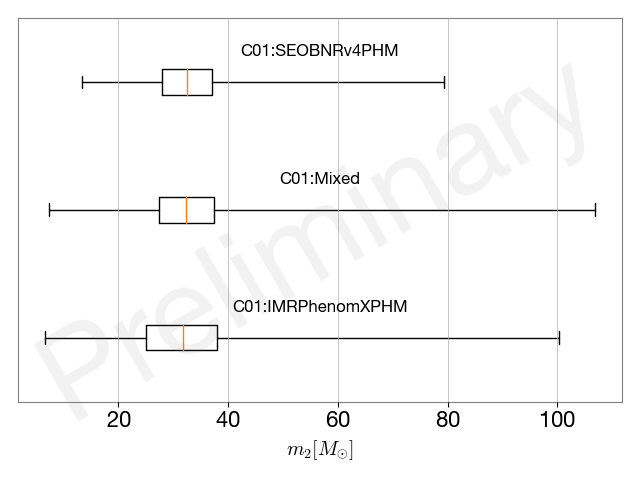 C01:SEOBNRv4PHM
C01:Mixed
C01:IMRPhenomXPHM
Preliminary
20 40 60 80 100
m₂[M☉]